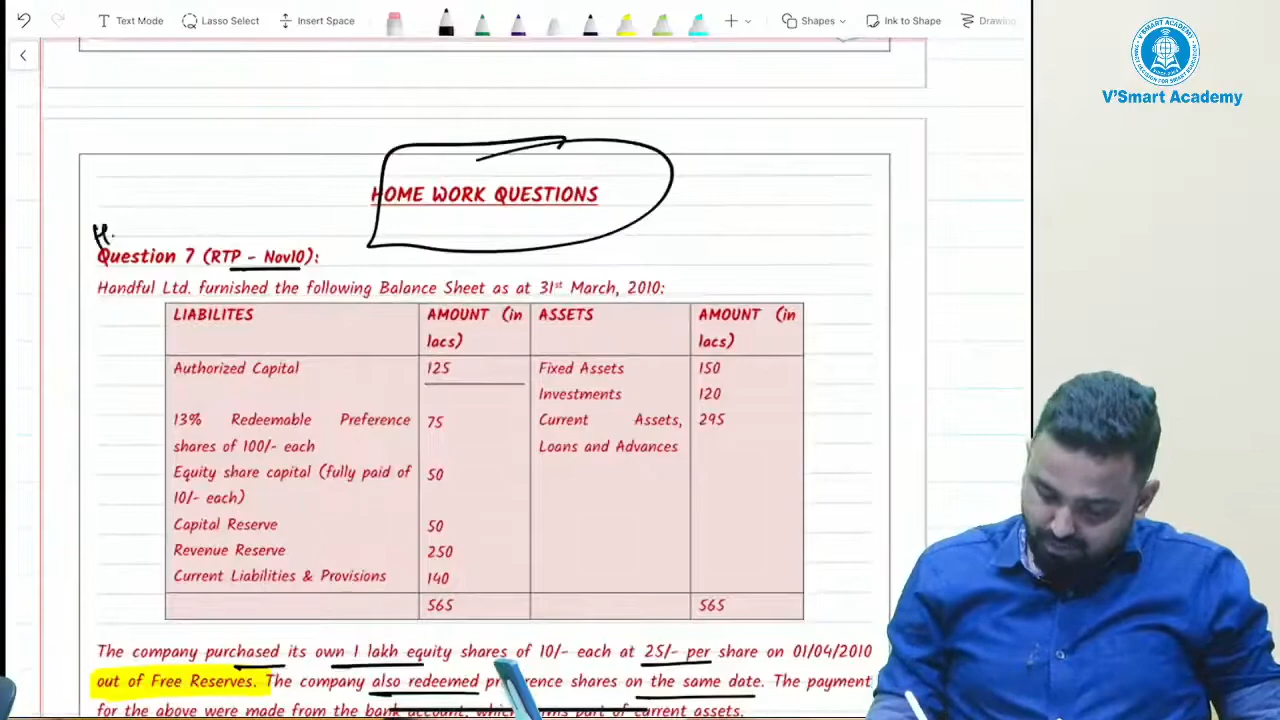 Text Mode Lasso Select Insert Space Shapes Ink to Shape Drawing
V'SMART ACADEMY
V'Smart Academy
HOME WORK QUESTIONS
H.
Question 7 (RTP - Nov10):
Handful Ltd. furnished the following Balance Sheet as at 31st March, 2010:
LIABILITES AMOUNT (in lacs) ASSETS AMOUNT (in lacs)
Authorized Capital 125 Fixed Assets 150
Investments 120
13% Redeemable Preference 75 Current Assets, 295
shares of 100/- each Loans and Advances
Equity share capital (fully paid of 50
10/- each)
Capital Reserve 50
Revenue Reserve 250
Current Liabilities & Provisions 140
565 565
The company purchased its own 1 lakh equity shares of 10/- each at 25/- per share on 01/04/2010
out of Free Reserves. The company also redeemed shares on the same date. The payment
for the above were made from the bank account, part of current assets.